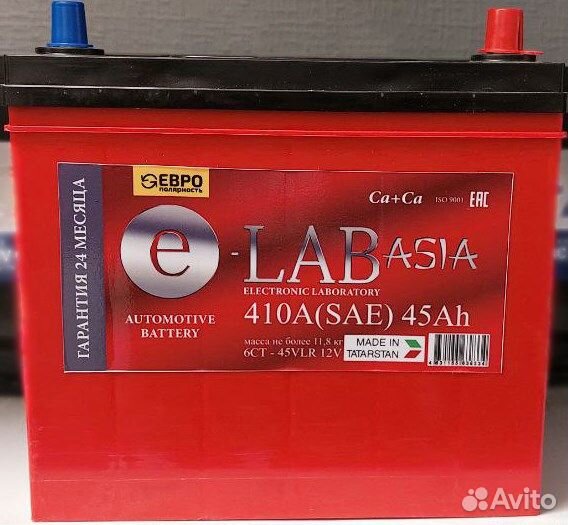 ЕВРО
полярность
Ca+Ca ISO 9001 EAC
ГАРАНТИЯ 24 МЕСЯЦА
e-LAB ASIA
ELECTRONIC LABORATORY
AUTOMOTIVE
BATTERY
410A(SAE) 45Ah
масса не более 11,8 кг
6СТ - 45VLR 12V
MADE IN
TATARSTAN
Avito